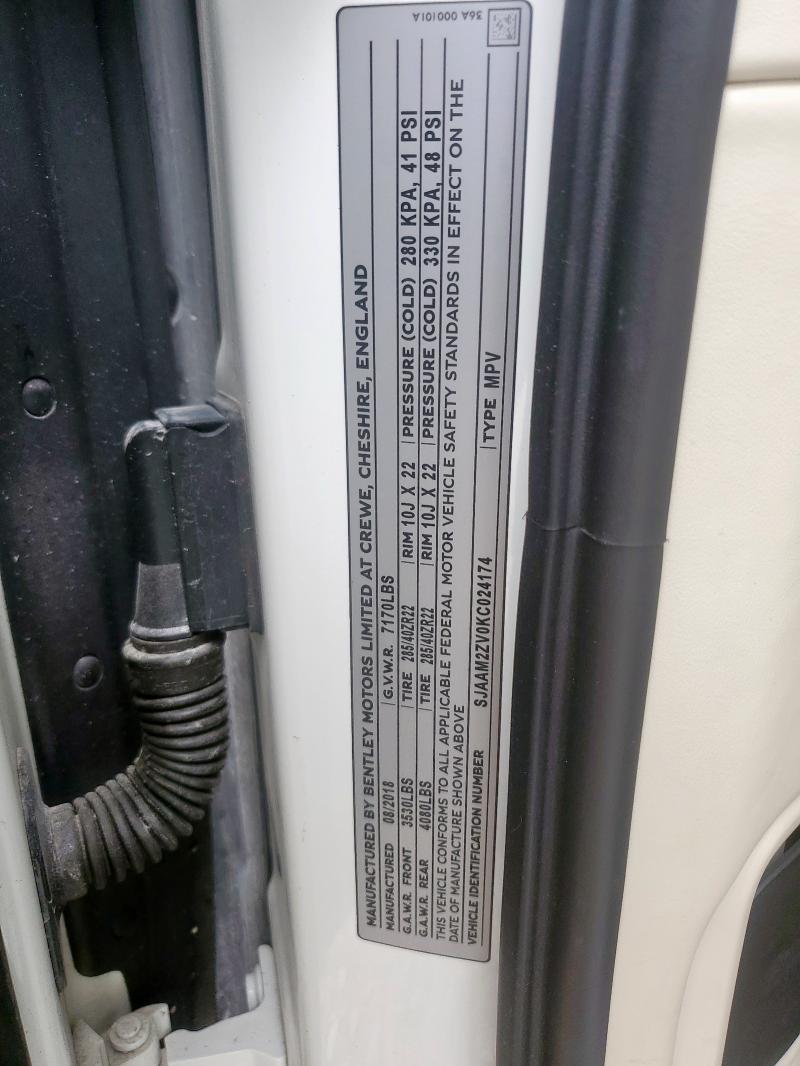 MANUFACTURED BY BENTLEY MOTORS LIMITED AT CREWE, CHESHIRE, ENGLAND
MANUFACTURED 08/2018 G.V.W.R. 7170LBS
G.A.W.R. FRONT 3530LBS TIRE 285/40ZR22 RIM 10J X 22 PRESSURE (COLD) 280 KPA, 41 PSI
G.A.W.R. REAR 4080LBS TIRE 285/40ZR22 RIM 10J X 22 PRESSURE (COLD) 330 KPA, 48 PSI
THIS VEHICLE CONFORMS TO ALL APPLICABLE FEDERAL MOTOR VEHICLE SAFETY STANDARDS IN EFFECT ON THE
DATE OF MANUFACTURE SHOWN ABOVE
VEHICLE IDENTIFICATION NUMBER SJAAM2ZV0KC024174 TYPE MPV
36A 000101A